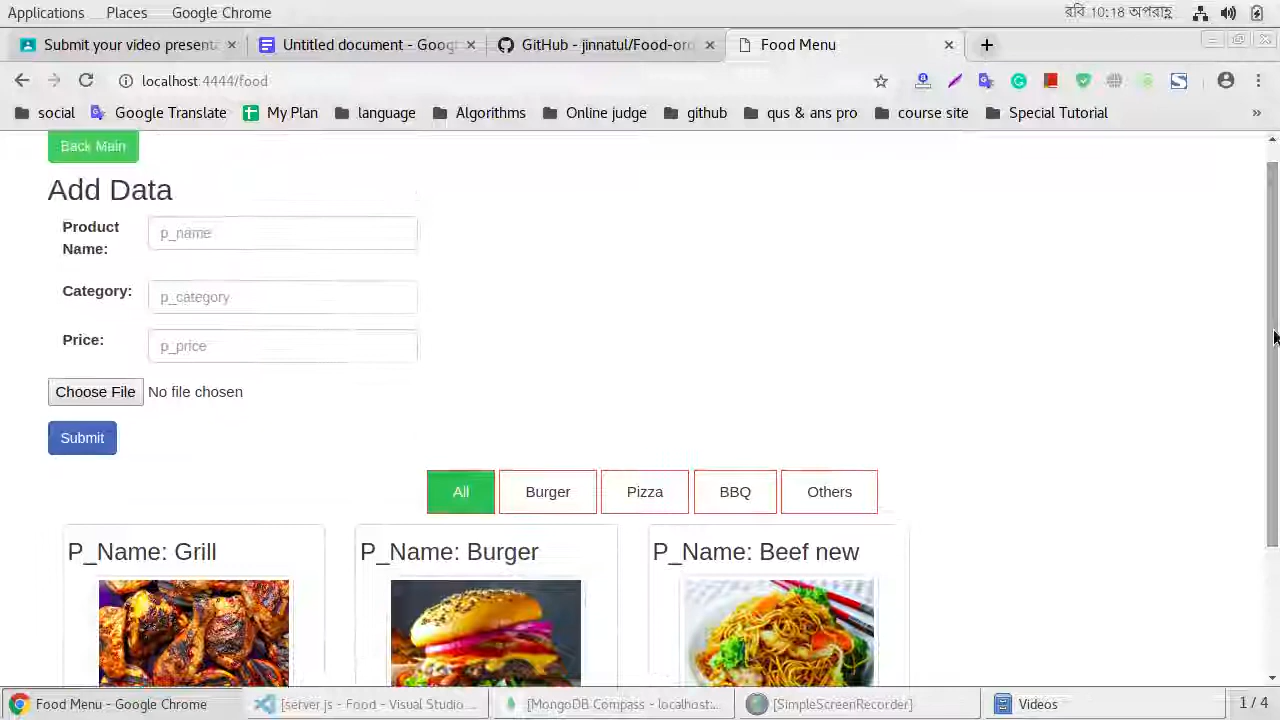 Applications Places Google Chrome রবি 10:18 অপরাহ্ণ
Submit your video presenta Untitled document - Goog GitHub - jinnatul/Food-or Food Menu
localhost:4444/food
social Google Translate My Plan language Algorithms Online judge github qus & ans pro course site Special Tutorial »
Back Main
Add Data
Product Name: p_name
Category: p_category
Price: p_price
Choose File No file chosen
Submit
All Burger Pizza BBQ Others
P_Name: Grill P_Name: Burger P_Name: Beef new
Food Menu - Google Chrome [server.js - Food - Visual Studio ... [MongoDB Compass - localhost:... [SimpleScreenRecorder] Videos 1 / 4